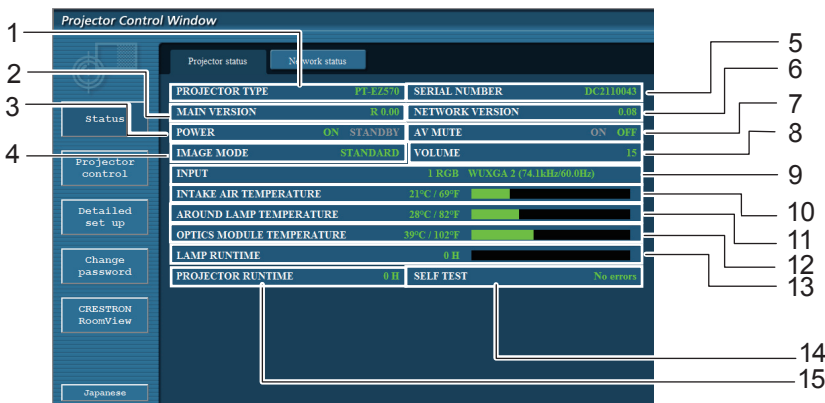 Projector Control Window
1
2
3
4
5
6
7
8
9
10
11
12
13
14
15
Projector status
Network status
Status
Projector control
Detailed set up
Change password
CRESTRON RoomView
Japanese
PROJECTOR TYPE PT-EZ570
SERIAL NUMBER DC2110043
MAIN VERSION R 0.00
NETWORK VERSION 0.08
POWER ON STANDBY
AV MUTE ON OFF
IMAGE MODE STANDARD
VOLUME 15
INPUT 1 RGB WUXGA 2 (74.1kHz/60.0Hz)
INTAKE AIR TEMPERATURE 21°C / 69°F
AROUND LAMP TEMPERATURE 28°C / 82°F
OPTICS MODULE TEMPERATURE 39°C / 102°F
LAMP RUNTIME 0 H
PROJECTOR RUNTIME 0 H
SELF TEST No errors